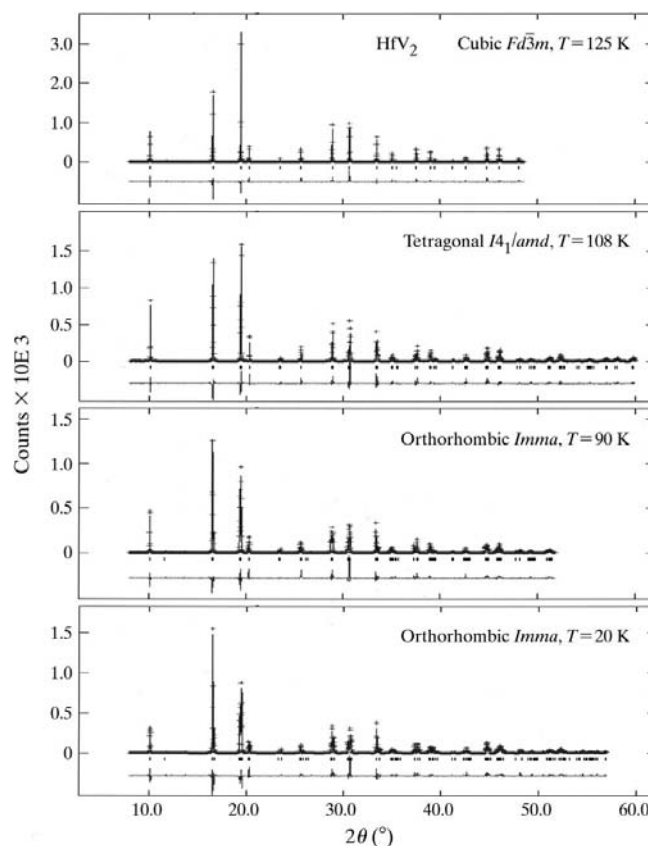 HfV₂ Cubic Fd3̄m, T = 125 K
3.0
2.0
1.0
0
Tetragonal I4₁/amd, T = 108 K
1.5
1.0
0.5
0
Orthorhombic Imma, T = 90 K
1.5
1.0
0.5
0
Orthorhombic Imma, T = 20 K
1.5
1.0
0.5
0
Counts × 10E 3
10.0 20.0 30.0 40.0 50.0 60.0
2θ (°)